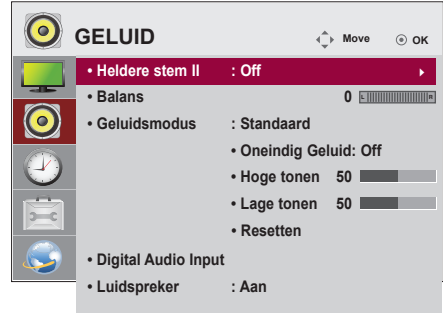 GELUID Move OK
• Heldere stem II : Off
• Balans 0 L R
• Geluidsmodus : Standaard
• Oneindig Geluid: Off
• Hoge tonen 50
• Lage tonen 50
• Resetten
• Digital Audio Input
• Luidspreker : Aan